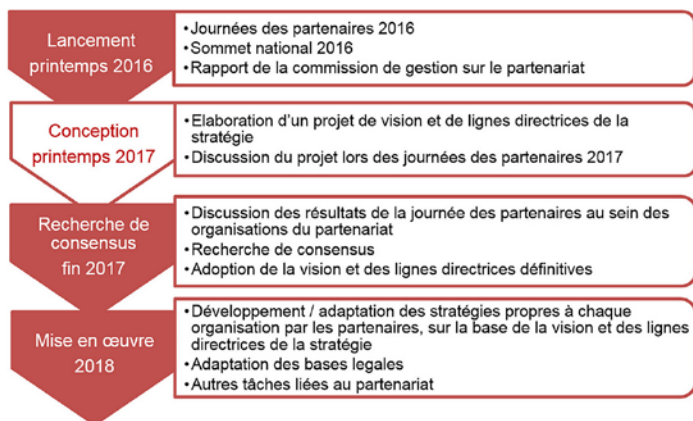 Lancement
printemps 2016
•Journées des partenaires 2016
•Sommet national 2016
•Rapport de la commission de gestion sur le partenariat
Conception
printemps 2017
•Elaboration d'un projet de vision et de lignes directrices de la
stratégie
•Discussion du projet lors des journées des partenaires 2017
Recherche de
consensus
fin 2017
•Discussion des résultats de la journée des partenaires au sein des
organisations du partenariat
•Recherche de consensus
•Adoption de la vision et des lignes directrices définitives
Mise en œuvre
2018
•Développement / adaptation des stratégies propres à chaque
organisation par les partenaires, sur la base de la vision et des lignes
directrices de la stratégie
•Adaptation des bases legales
•Autres tâches liées au partenariat